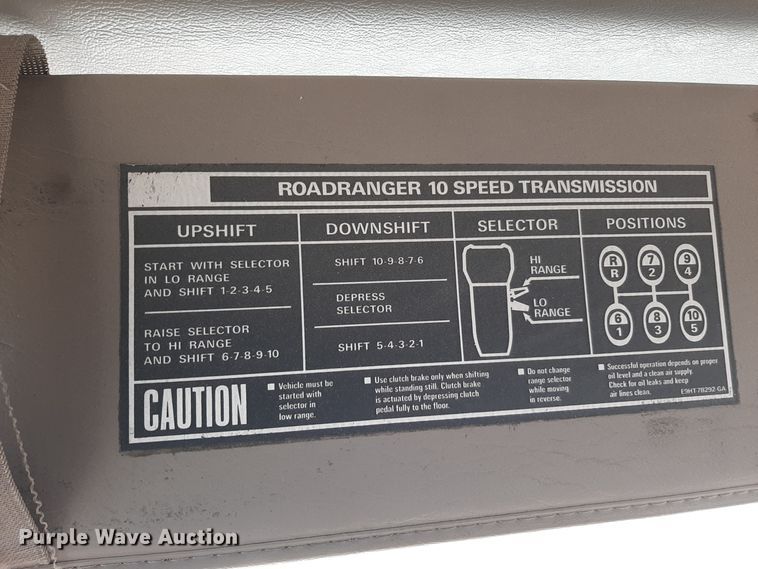 ROADRANGER 10 SPEED TRANSMISSION
UPSHIFT
START WITH SELECTOR
IN LO RANGE
AND SHIFT 1-2-3-4-5
RAISE SELECTOR
TO HI RANGE
AND SHIFT 6-7-8-9-10
DOWNSHIFT
SHIFT 10-9-8-7-6
DEPRESS
SELECTOR
SHIFT 5-4-3-2-1
SELECTOR
HI
RANGE
LO
RANGE
POSITIONS
R 7 9
R 2 4
6 8 10
1 3 5
CAUTION
■ Vehicle must be
started with
selector in
low range.
■ Use clutch brake only when shifting
while standing still. Clutch brake
is actuated by depressing clutch
pedal fully to the floor.
■ Do not change
range selector
while moving
in reverse.
■ Successful operation depends on proper
oil level and a clean air supply.
Check for oil leaks and keep
air lines clean.
E9HT-78292-GA
Purple Wave Auction